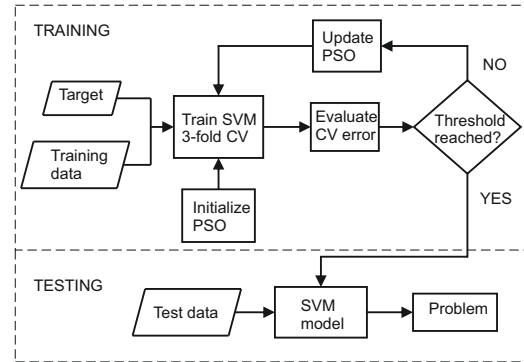 TRAINING
Update
PSO
NO
Target
Train SVM
3-fold CV
Evaluate
CV error
Threshold
reached?
Training
data
Initialize
PSO
YES
TESTING
Test data
SVM
model
Problem